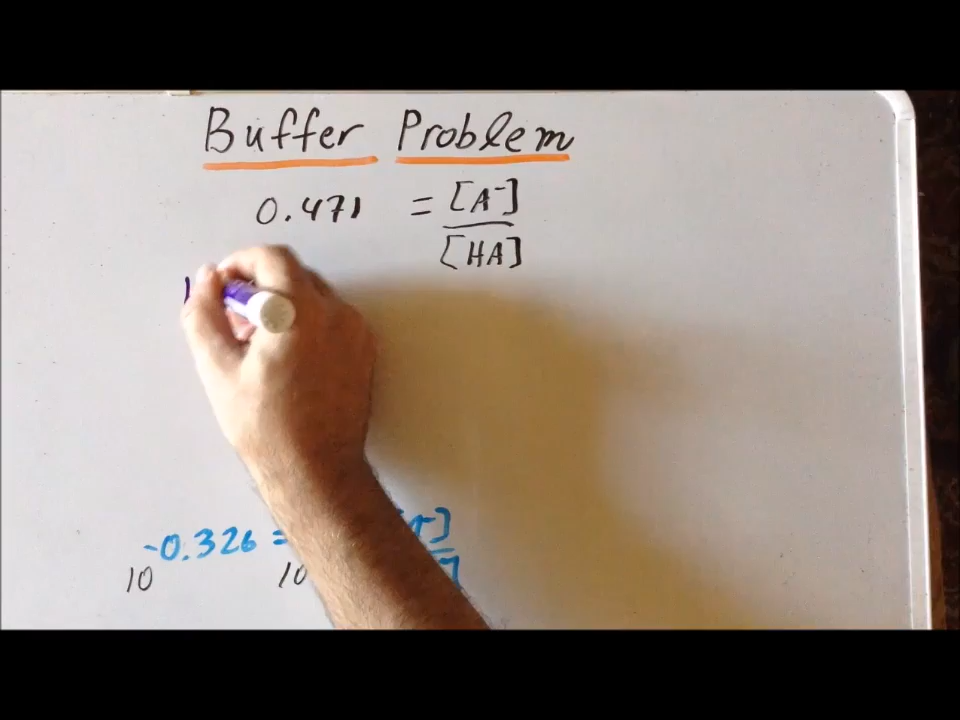 Buffer Problem
0.471 = [A⁻]
[HA]
-0.326 =
10 10